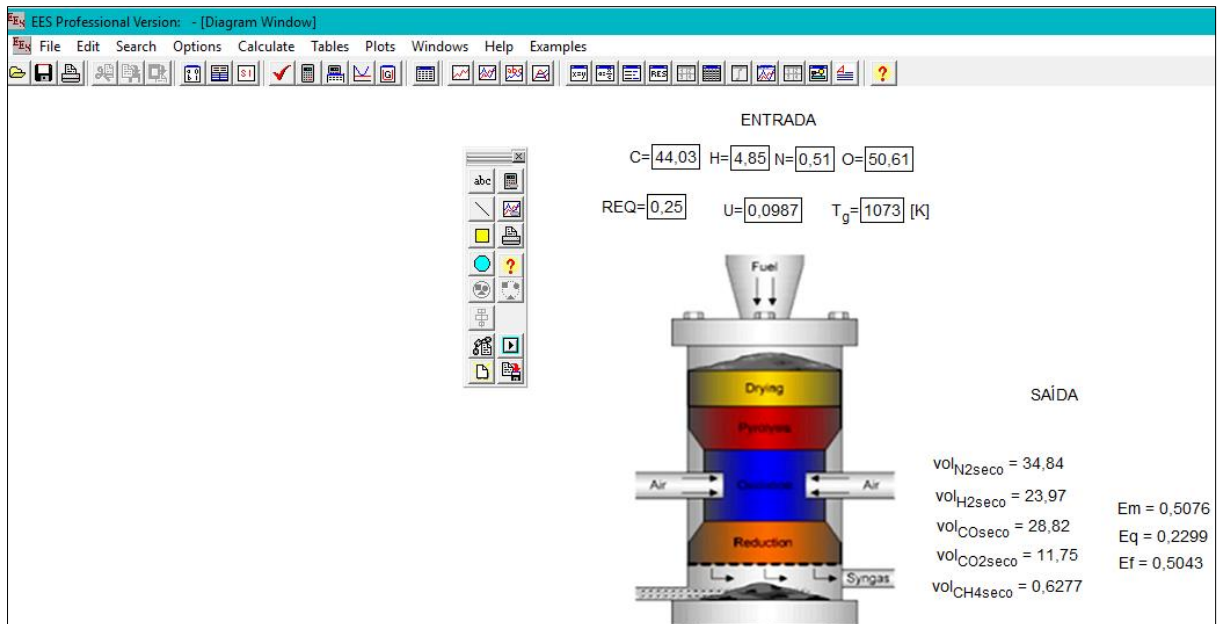 EES Professional Version: - [Diagram Window]
File Edit Search Options Calculate Tables Plots Windows Help Examples
abc
ENTRADA
C= 44,03 H= 4,85 N= 0,51 O= 50,61
REQ= 0,25 U= 0,0987 Tg= 1073 [K]
Fuel
Drying
Pyrolysis
Air
Air
Reduction
Syngas
SAÍDA
volN2seco = 34,84
volH2seco = 23,97
volCOseco = 28,82
volCO2seco = 11,75
volCH4seco = 0,6277
Em = 0,5076
Eq = 0,2299
Ef = 0,5043